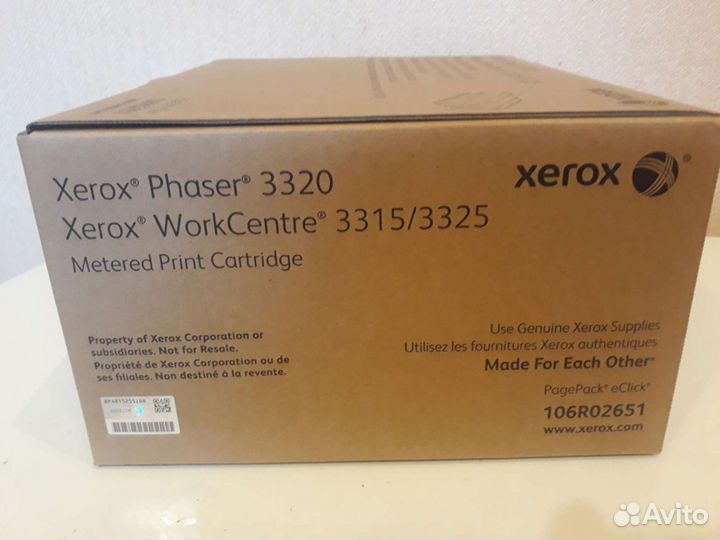 Xerox® Phaser® 3320
Xerox® WorkCentre® 3315/3325
Metered Print Cartridge
xerox®
Property of Xerox Corporation or
subsidiaries. Not for Resale.
Propriété de Xerox Corporation ou de
ses filiales. Non destiné à la revente.
Use Genuine Xerox Supplies
Utilisez les fournitures Xerox authentiques
Made For Each Other®
PagePack® eClick®
106R02651
www.xerox.com
Avito